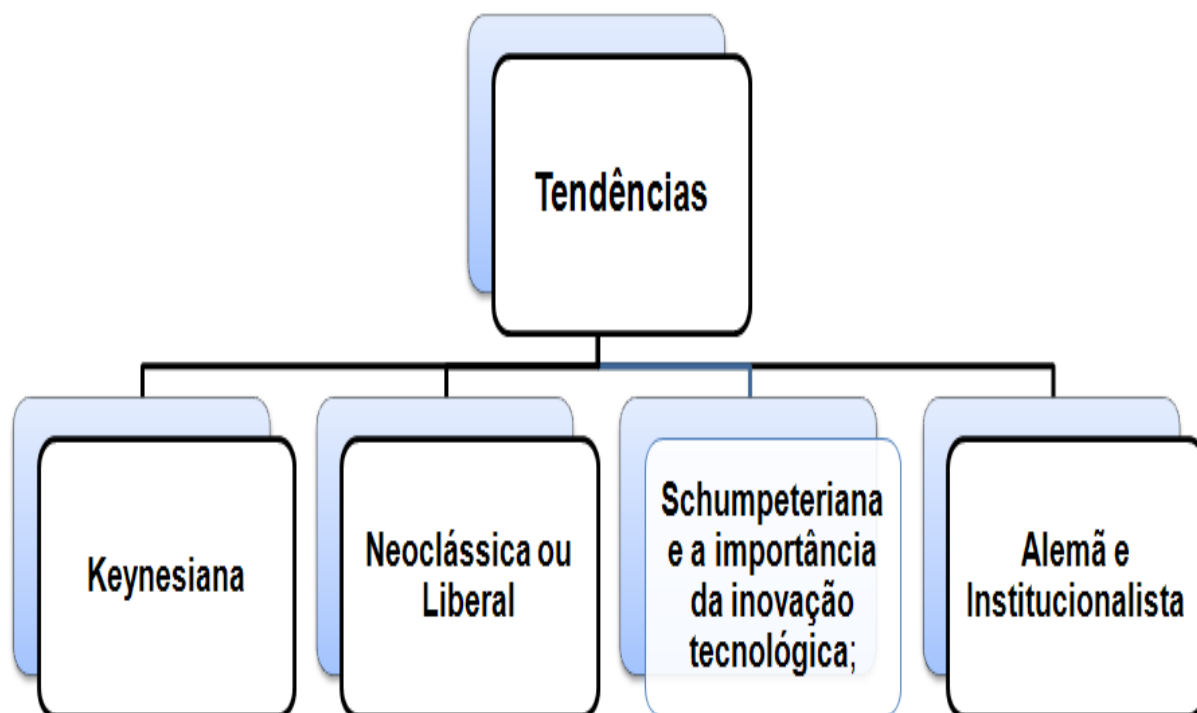 Tendências
Keynesiana
Neoclássica ou
Liberal
Schumpeteriana
e a importância
da inovação
tecnológica;
Alemã e
Institucionalista